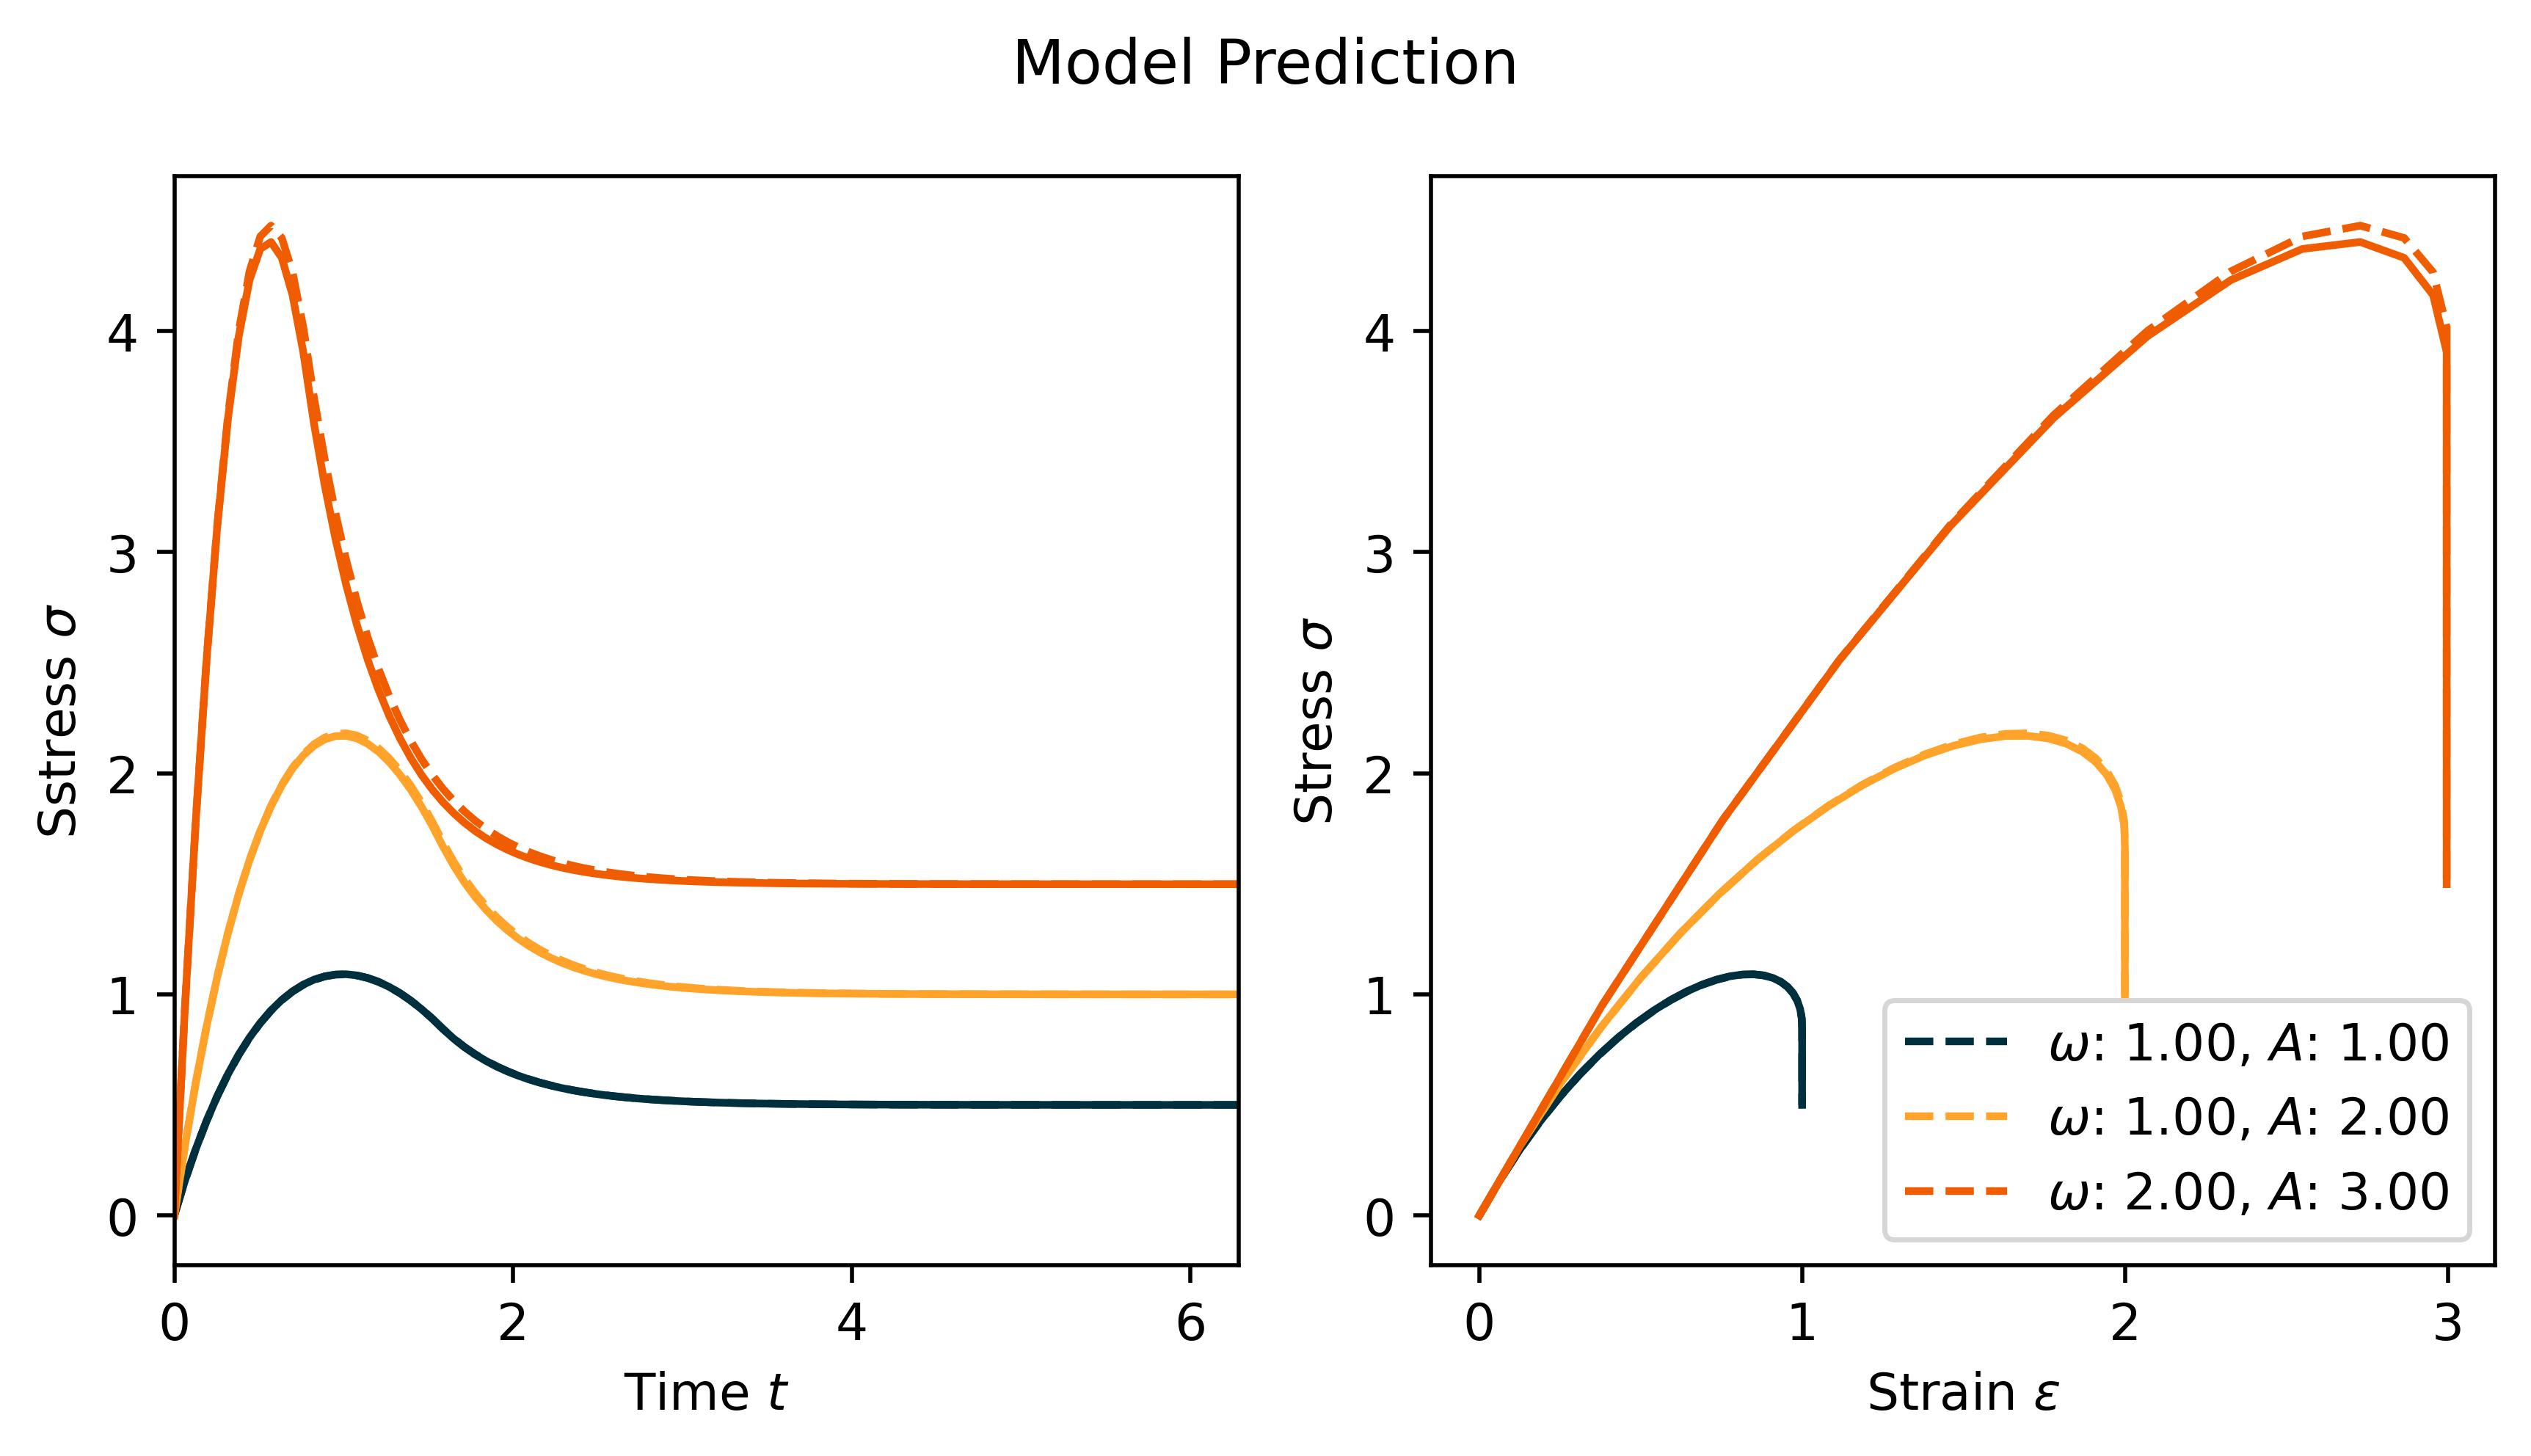 Model Prediction
Sstress σ
4
3
2
1
0
0 2 4 6
Time t
Stress σ
4
3
2
1
0
0 1 2 3
Strain ε
ω: 1.00, A: 1.00
ω: 1.00, A: 2.00
ω: 2.00, A: 3.00